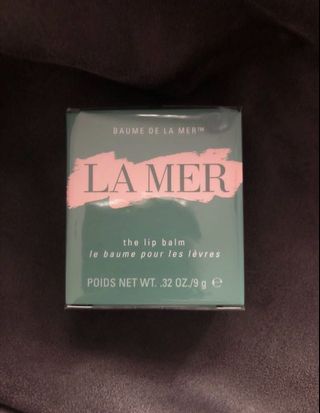 BAUME DE LA MER™
LA MER
the lip balm
le baume pour les lèvres
POIDS NET WT. .32 OZ./9 g ℮